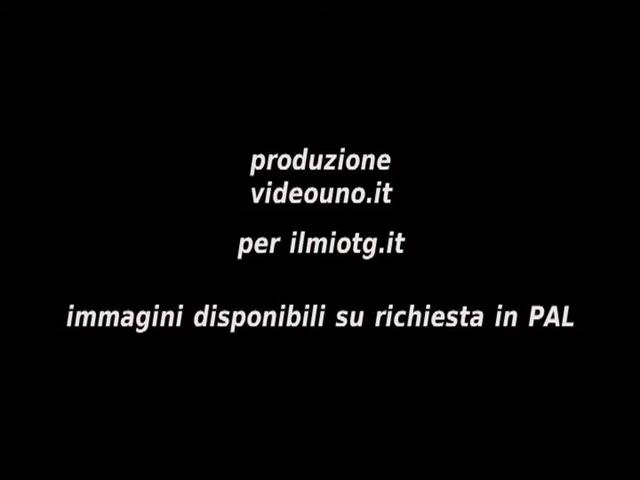 produzione
videouno.it
per ilmiotg.it
immagini disponibili su richiesta in PAL